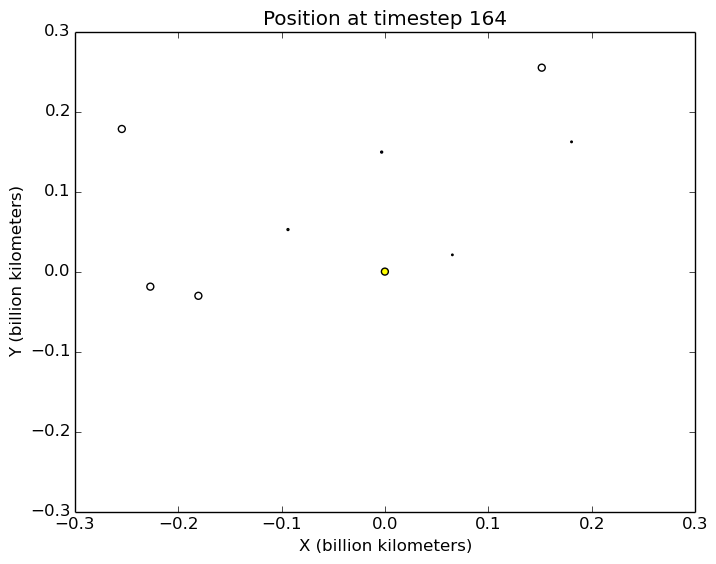 Position at timestep 164
Y (billion kilometers)
0.3
0.2
0.1
0.0
−0.1
−0.2
−0.3
−0.3 −0.2 −0.1 0.0 0.1 0.2 0.3
X (billion kilometers)